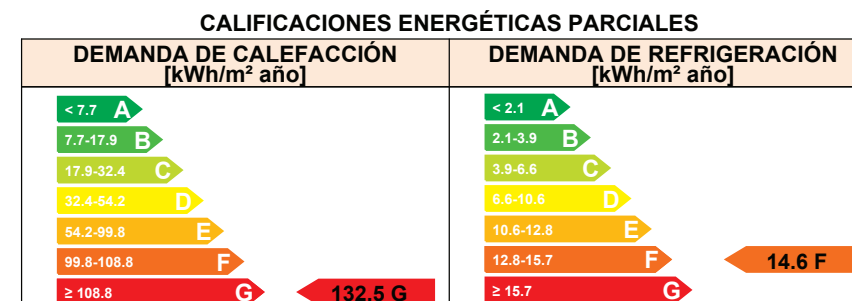 CALIFICACIONES ENERGÉTICAS PARCIALES
DEMANDA DE CALEFACCIÓN
[kWh/m² año]
< 7.7 A
7.7-17.9 B
17.9-32.4 C
32.4-54.2 D
54.2-99.8 E
99.8-108.8 F
≥ 108.8 G
132.5 G
DEMANDA DE REFRIGERACIÓN
[kWh/m² año]
< 2.1 A
2.1-3.9 B
3.9-6.6 C
6.6-10.6 D
10.6-12.8 E
12.8-15.7 F
14.6 F
≥ 15.7 G